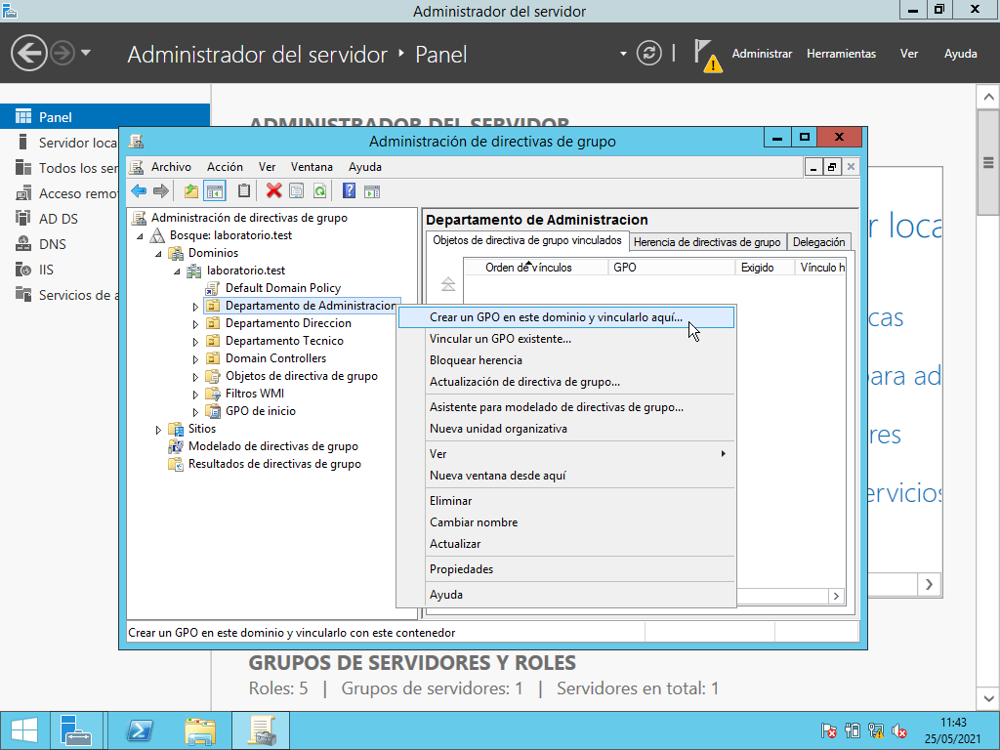 Administrador del servidor
Administrador del servidor
Panel
Administrar
Herramientas
Ver
Ayuda
Panel
Servidor loca
Todos los ser
Acceso remo
AD DS
DNS
IIS
Servicios de a
ADMINISTRADOR DEL SERVIDOR
Administración de directivas de grupo
Archivo
Acción
Ver
Ventana
Ayuda
Administración de directivas de grupo
Bosque: laboratorio.test
Dominios
laboratorio.test
Default Domain Policy
Departamento de Administracion
Departamento Direccion
Departamento Tecnico
Domain Controllers
Objetos de directiva de grupo
Filtros WMI
GPO de inicio
Sitios
Modelado de directivas de grupo
Resultados de directivas de grupo
Departamento de Administracion
Objetos de directiva de grupo vinculados
Herencia de directivas de grupo
Delegación
Orden de vínculos
GPO
Exigido
Vínculo h
Crear un GPO en este dominio y vincularlo aquí...
Vincular un GPO existente...
Bloquear herencia
Actualización de directiva de grupo...
Asistente para modelado de directivas de grupo...
Nueva unidad organizativa
Ver
Nueva ventana desde aquí
Eliminar
Cambiar nombre
Actualizar
Propiedades
Ayuda
Crear un GPO en este dominio y vincularlo con este contenedor
r loca
cas
para ad
res
ervicios
GRUPOS DE SERVIDORES Y ROLES
Roles: 5 | Grupos de servidores: 1 | Servidores en total: 1
11:43
25/05/2021